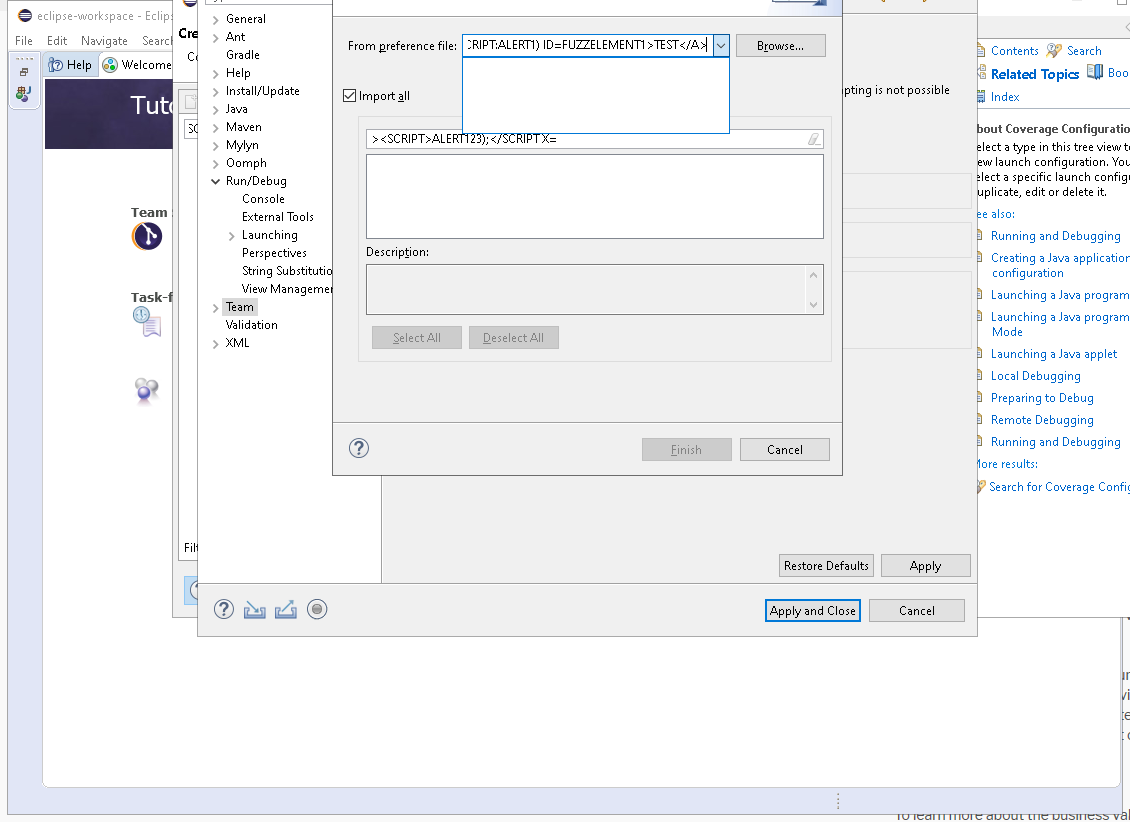 eclipse-workspace - Eclips
File Edit Navigate Search
Help
Welcome
Tuto
Team
Task-f
Cre
General
Ant
Gradle
Help
Install/Update
Java
Maven
Mylyn
Oomph
Run/Debug
Console
External Tools
Launching
Perspectives
String Substitutio
View Managemen
Team
Validation
XML
Filt
From preference file:
CRIPT:ALERT1) ID=FUZZELEMENT1>TEST</A>
Browse...
Import all
><SCRIPT>ALERT123);</SCRIPT X=
Description:
Select All
Deselect All
Finish
Cancel
pting is not possible
Restore Defaults
Apply
Apply and Close
Cancel
Contents
Search
Related Topics
Boo
Index
bout Coverage Configuratio
elect a type in this tree view to
ew launch configuration. You
elect a specific launch configu
uplicate, edit or delete it.
ee also:
Running and Debugging
Creating a Java application
configuration
Launching a Java program
Launching a Java program
Mode
Launching a Java applet
Local Debugging
Preparing to Debug
Remote Debugging
Running and Debugging
More results:
Search for Coverage Config
To learn more about the business val